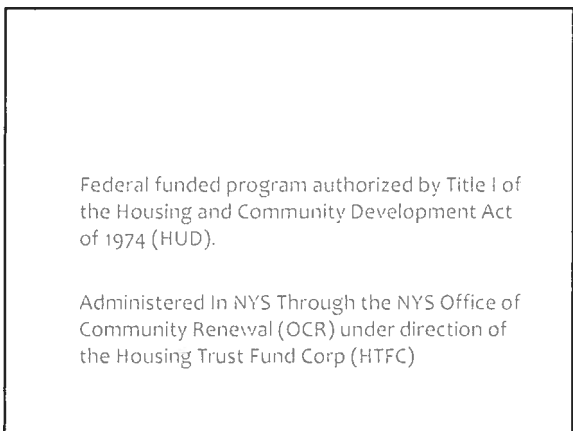 Federal funded program authorized by Title I of
the Housing and Community Development Act
of 1974 (HUD).
Administered In NYS Through the NYS Office of
Community Renewal (OCR) under direction of
the Housing Trust Fund Corp (HTFC)